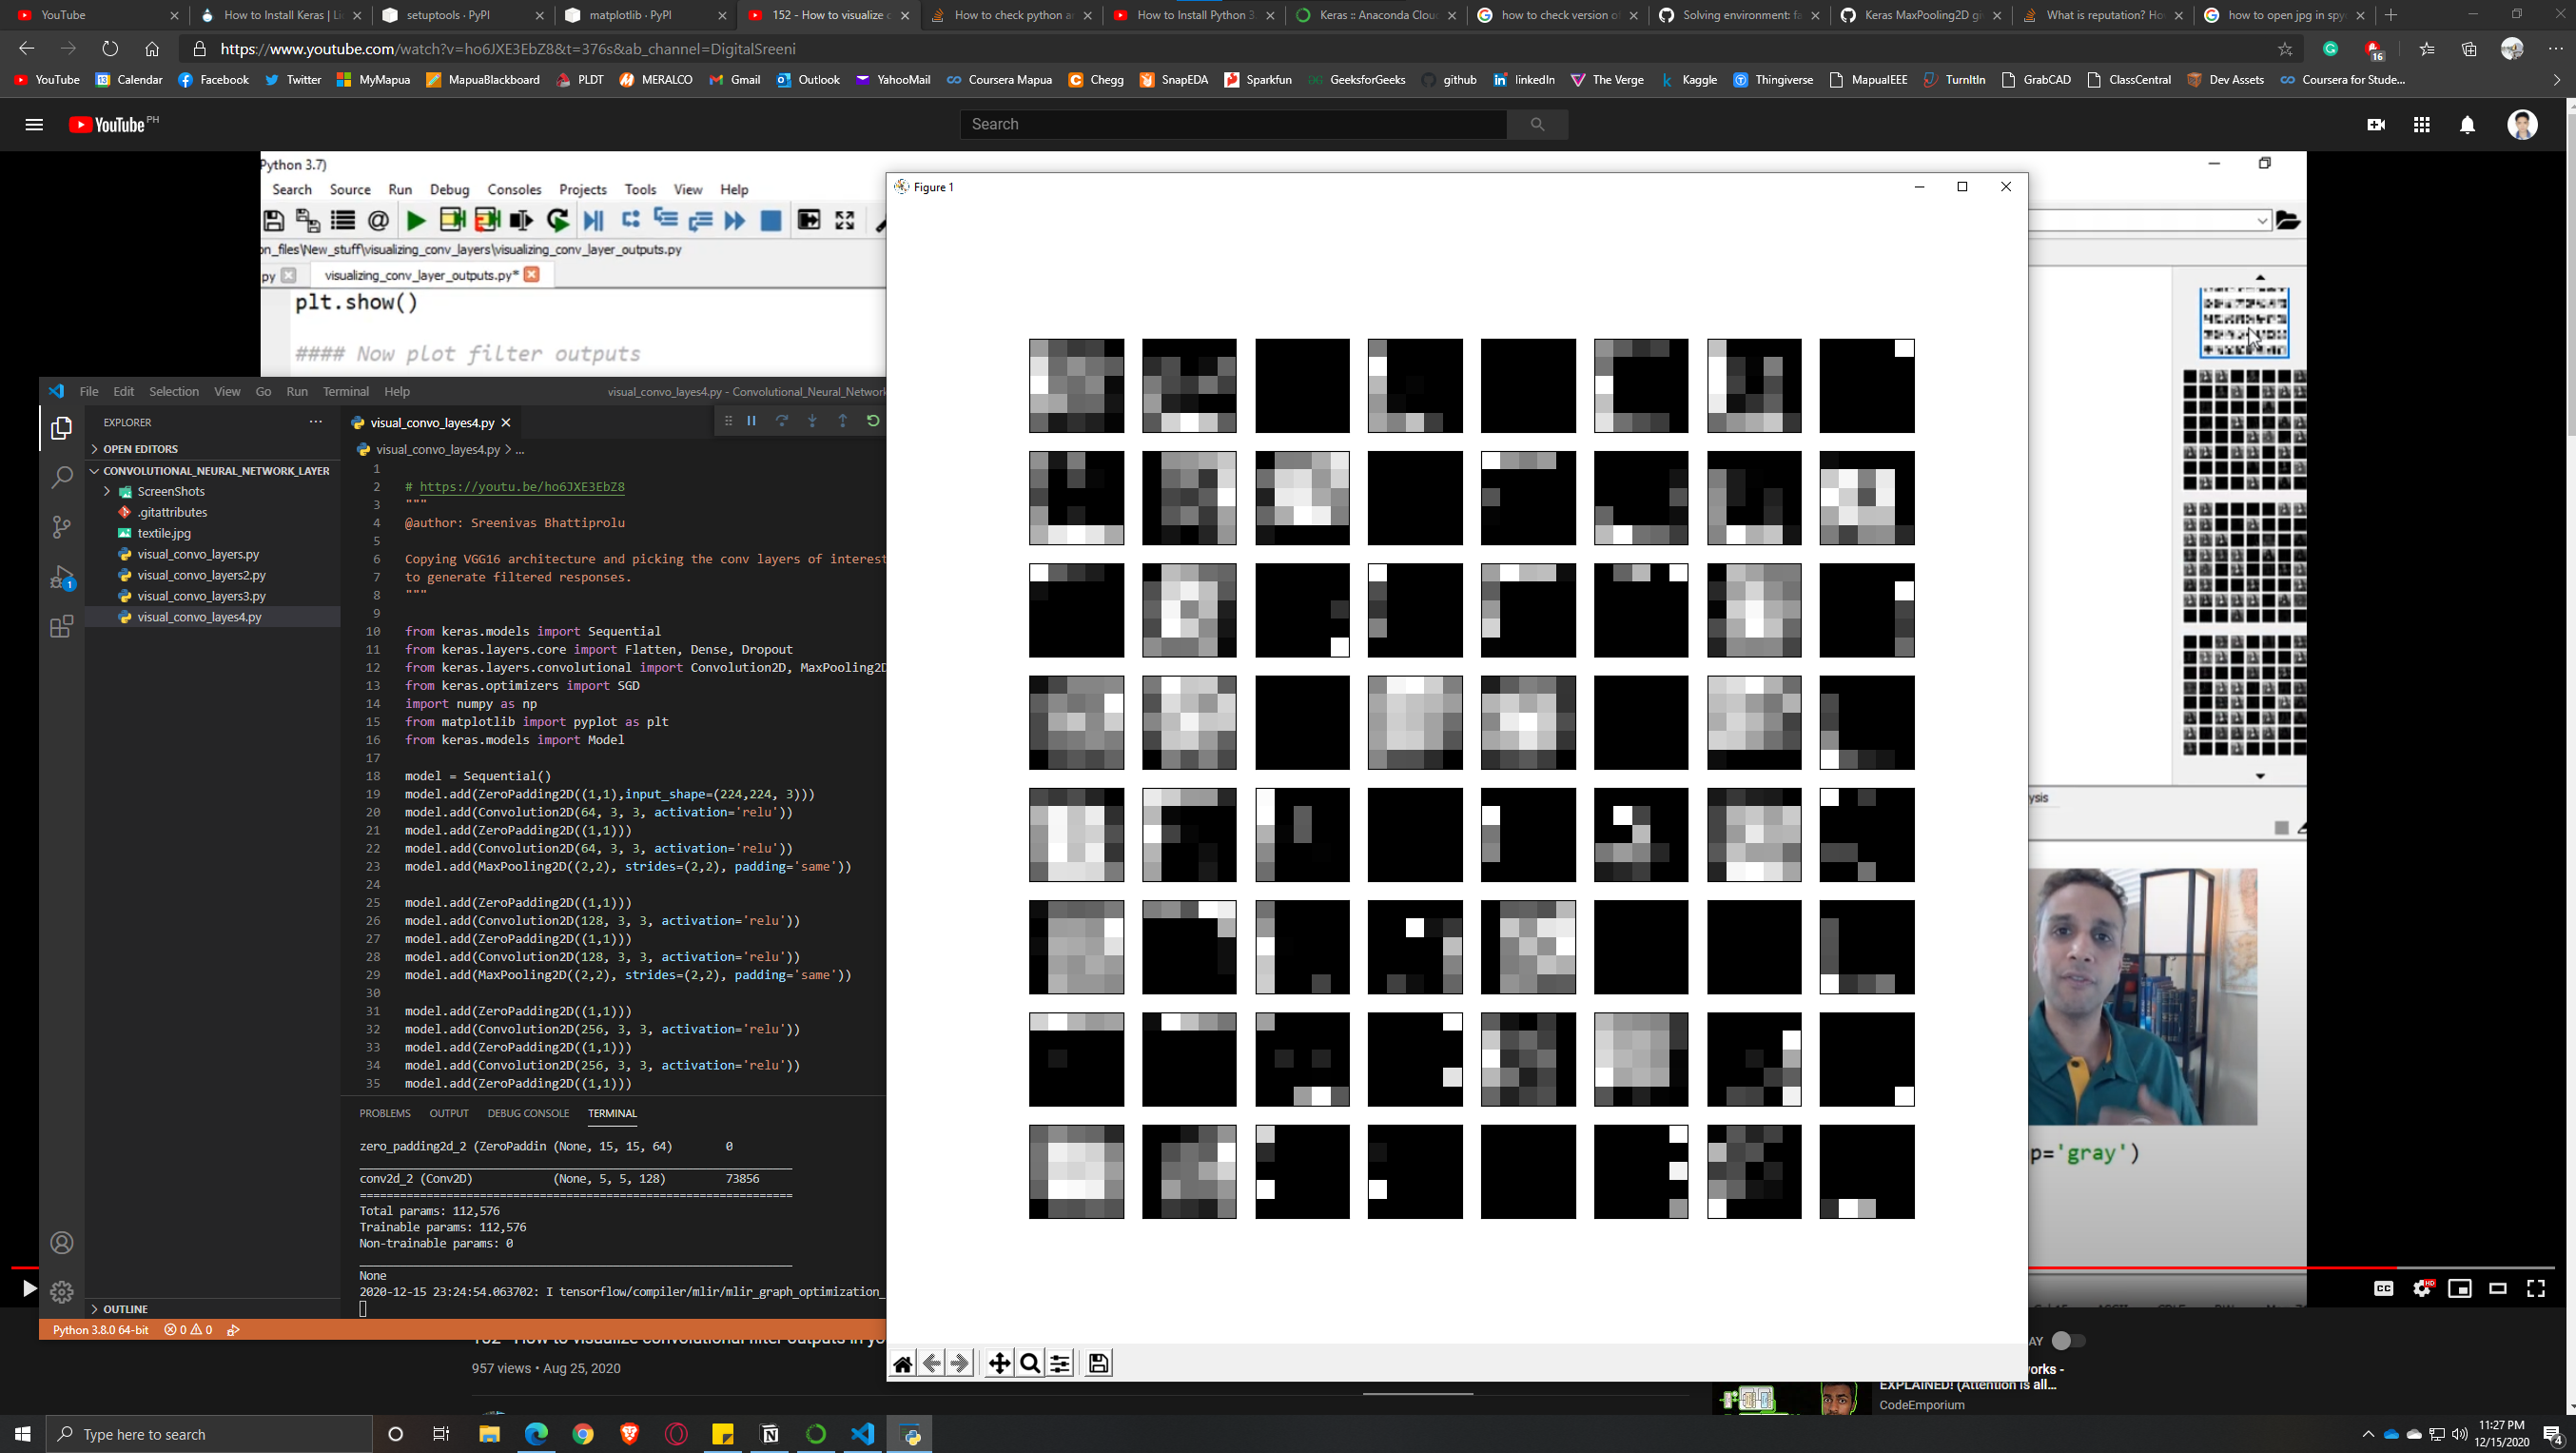 YouTube
How to Install Keras | Li
setuptools · PyPI
matplotlib · PyPI
152 - How to visualize c
How to check python a
How to Install Python 3.
Keras :: Anaconda Clou
how to check version o
Solving environment: fa
Keras MaxPooling2D gi
What is reputation? Ho
how to open jpg in spy
https://www.youtube.com/watch?v=ho6JXE3EbZ8&t=376s&ab_channel=DigitalSreeni
16
YouTube
Calendar
Facebook
Twitter
MyMapua
MapuaBlackboard
PLDT
MERALCO
Gmail
Outlook
YahooMail
Coursera Mapua
Chegg
SnapEDA
Sparkfun
GeeksforGeeks
github
linkedIn
The Verge
Kaggle
Thingiverse
MapuaIEEE
TurnItIn
GrabCAD
ClassCentral
Dev Assets
Coursera for Stude...
YouTube PH
Search
Python 3.7)
Search Source Run Debug Consoles Projects Tools View Help
on_files\New_stuff\visualizing_conv_layers\visualizing_conv_layer_outputs.py
py
visualizing_conv_layer_outputs.py*
plt.show()
#### Now plot filter outputs
Figure 1
File Edit Selection View Go Run Terminal Help
visual_convo_layes4.py - Convolutional_Neural_Network
EXPLORER
OPEN EDITORS
CONVOLUTIONAL_NEURAL_NETWORK_LAYER
ScreenShots
.gitattributes
textile.jpg
visual_convo_layers.py
visual_convo_layers2.py
visual_convo_layers3.py
visual_convo_layes4.py
1
OUTLINE
visual_convo_layes4.py
visual_convo_layes4.py > ...
1
2 # https://youtu.be/ho6JXE3EbZ8
3 """
4 @author: Sreenivas Bhattiprolu
5
6 Copying VGG16 architecture and picking the conv layers of interest
7 to generate filtered responses.
8 """
9
10 from keras.models import Sequential
11 from keras.layers.core import Flatten, Dense, Dropout
12 from keras.layers.convolutional import Convolution2D, MaxPooling2D
13 from keras.optimizers import SGD
14 import numpy as np
15 from matplotlib import pyplot as plt
16 from keras.models import Model
17
18 model = Sequential()
19 model.add(ZeroPadding2D((1,1),input_shape=(224,224, 3)))
20 model.add(Convolution2D(64, 3, 3, activation='relu'))
21 model.add(ZeroPadding2D((1,1)))
22 model.add(Convolution2D(64, 3, 3, activation='relu'))
23 model.add(MaxPooling2D((2,2), strides=(2,2), padding='same'))
24
25 model.add(ZeroPadding2D((1,1)))
26 model.add(Convolution2D(128, 3, 3, activation='relu'))
27 model.add(ZeroPadding2D((1,1)))
28 model.add(Convolution2D(128, 3, 3, activation='relu'))
29 model.add(MaxPooling2D((2,2), strides=(2,2), padding='same'))
30
31 model.add(ZeroPadding2D((1,1)))
32 model.add(Convolution2D(256, 3, 3, activation='relu'))
33 model.add(ZeroPadding2D((1,1)))
34 model.add(Convolution2D(256, 3, 3, activation='relu'))
35 model.add(ZeroPadding2D((1,1)))
PROBLEMS OUTPUT DEBUG CONSOLE TERMINAL
zero_padding2d_2 (ZeroPaddin (None, 15, 15, 64) 0
conv2d_2 (Conv2D) (None, 5, 5, 128) 73856
Total params: 112,576
Trainable params: 112,576
Non-trainable params: 0
None
2020-12-15 23:24:54.063702: I tensorflow/compiler/mlir/mlir_graph_optimization_
Python 3.8.0 64-bit
0 0
ysis
p='gray')
CC
HD
152 - How to visualize convolutional filter outputs in yo
957 views • Aug 25, 2020
AY
orks -
EXPLAINED! (Attention is all...
CodeEmporium
Type here to search
11:27 PM
12/15/2020
4